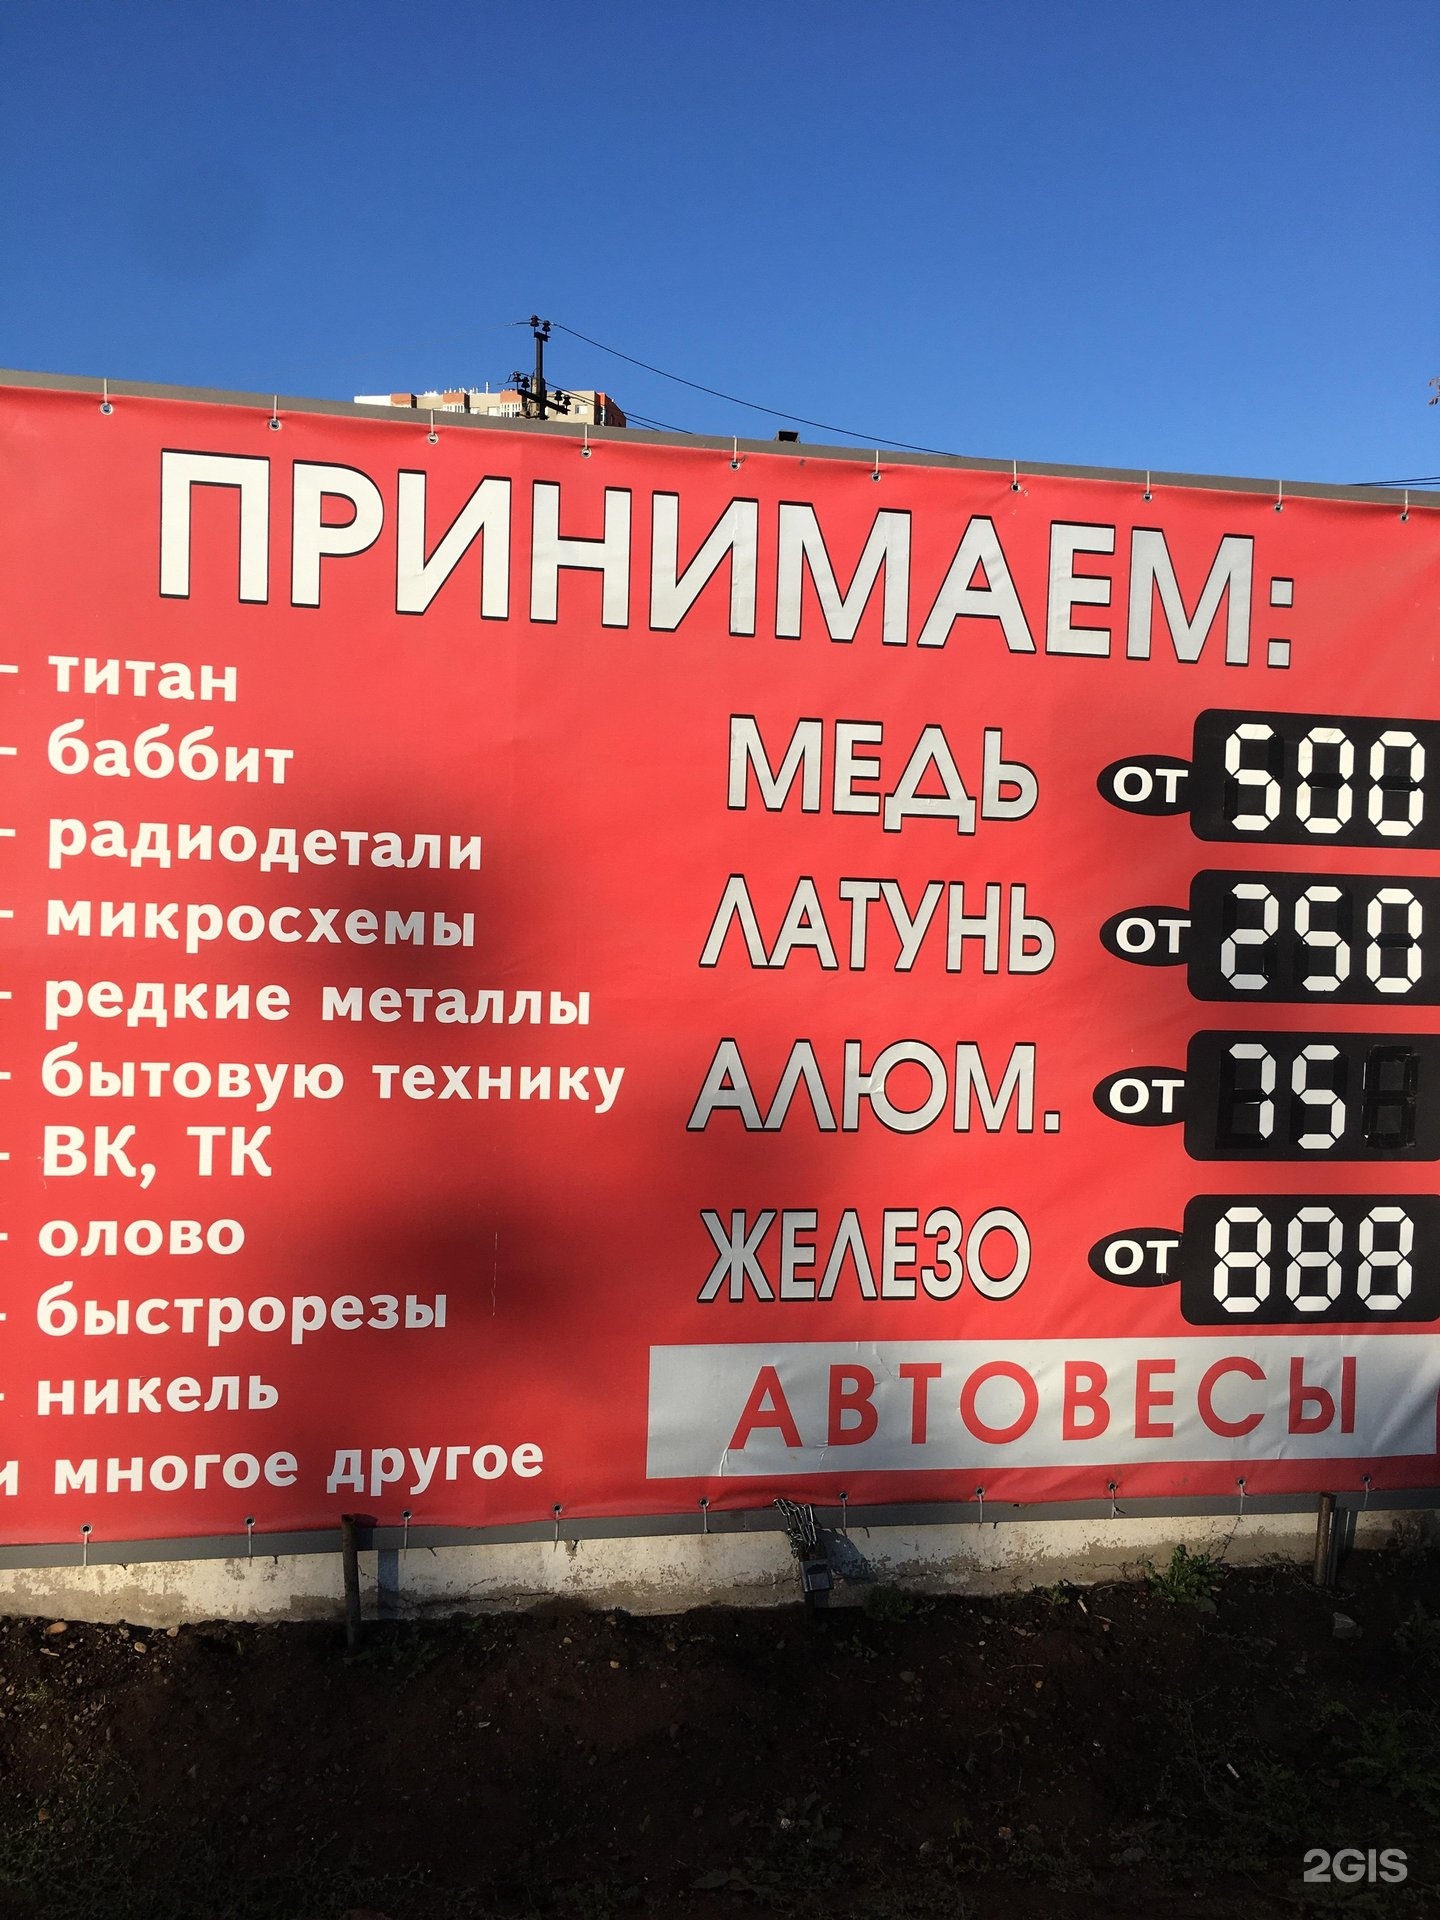 ПРИНИМАЕМ:
– титан
– баббит
– радиодетали
– микросхемы
– редкие металлы
– бытовую технику
– ВК, ТК
– олово
– быстрорезы
– никель
и многое другое
МЕДЬ ОТ 500
ЛАТУНЬ ОТ 250
АЛЮМ. ОТ 75
ЖЕЛЕЗО ОТ 888
АВТОВЕСЫ
2GIS